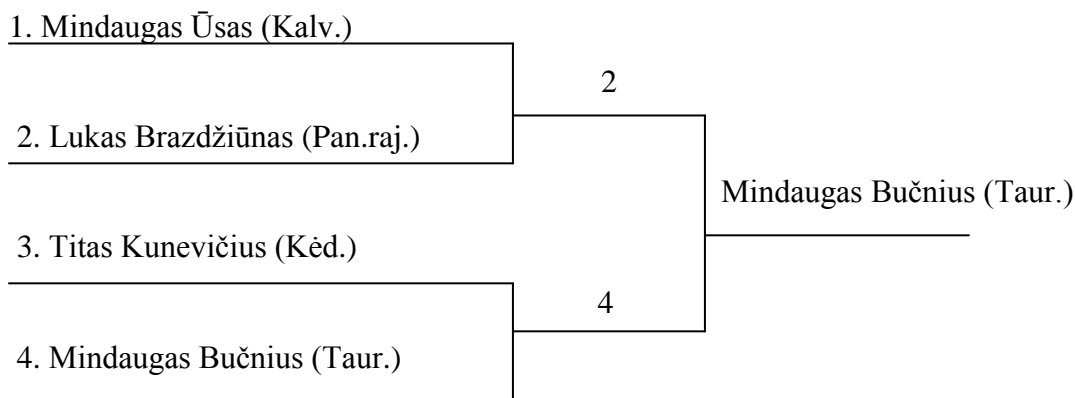 1. Mindaugas Ūsas (Kalv.)
2
2. Lukas Brazdžiūnas (Pan.raj.)
Mindaugas Bučnius (Taur.)
3. Titas Kunevičius (Kėd.)
4
4. Mindaugas Bučnius (Taur.)